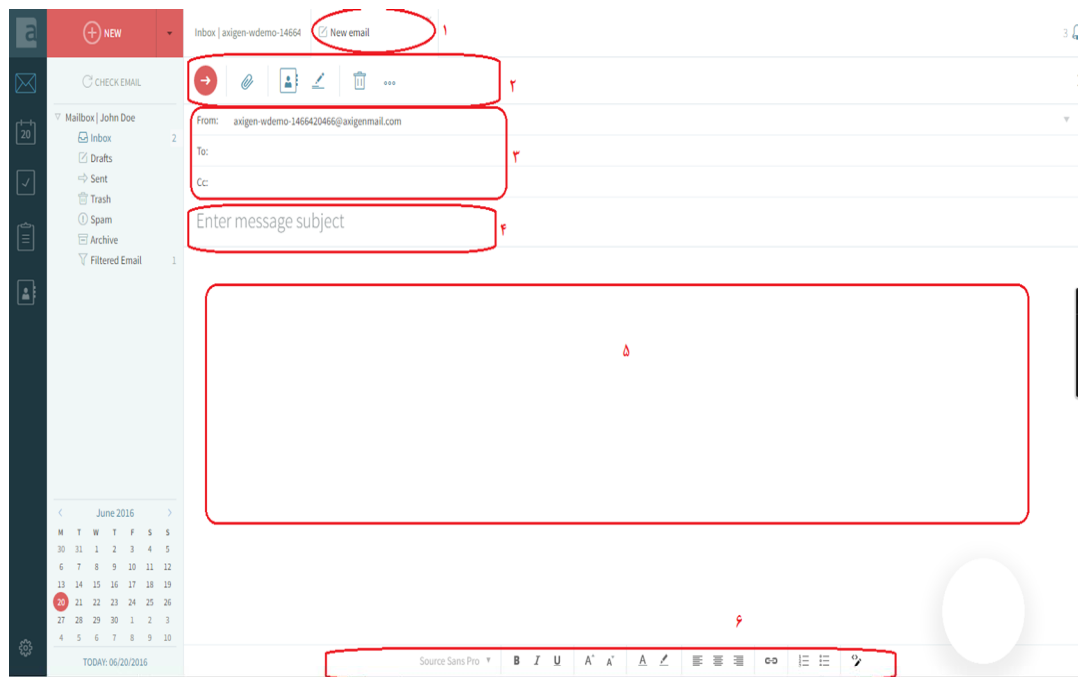 a NEW Inbox | axigen-wdemo-14664 New email ۱ 3
CHECK EMAIL ۲
Mailbox | John Doe From: axigen-wdemo-1466420466@axigenmail.com
20 Inbox 2
Drafts To: ۳
Sent Cc:
Trash
Spam Enter message subject ۴
Archive
Filtered Email 1
۵
June 2016
M T W T F S S
30 31 1 2 3 4 5
6 7 8 9 10 11 12
13 14 15 16 17 18 19
20 21 22 23 24 25 26
27 28 29 30 1 2 3
4 5 6 7 8 9 10
۶
TODAY: 06/20/2016 Source Sans Pro B I U A+ A- A